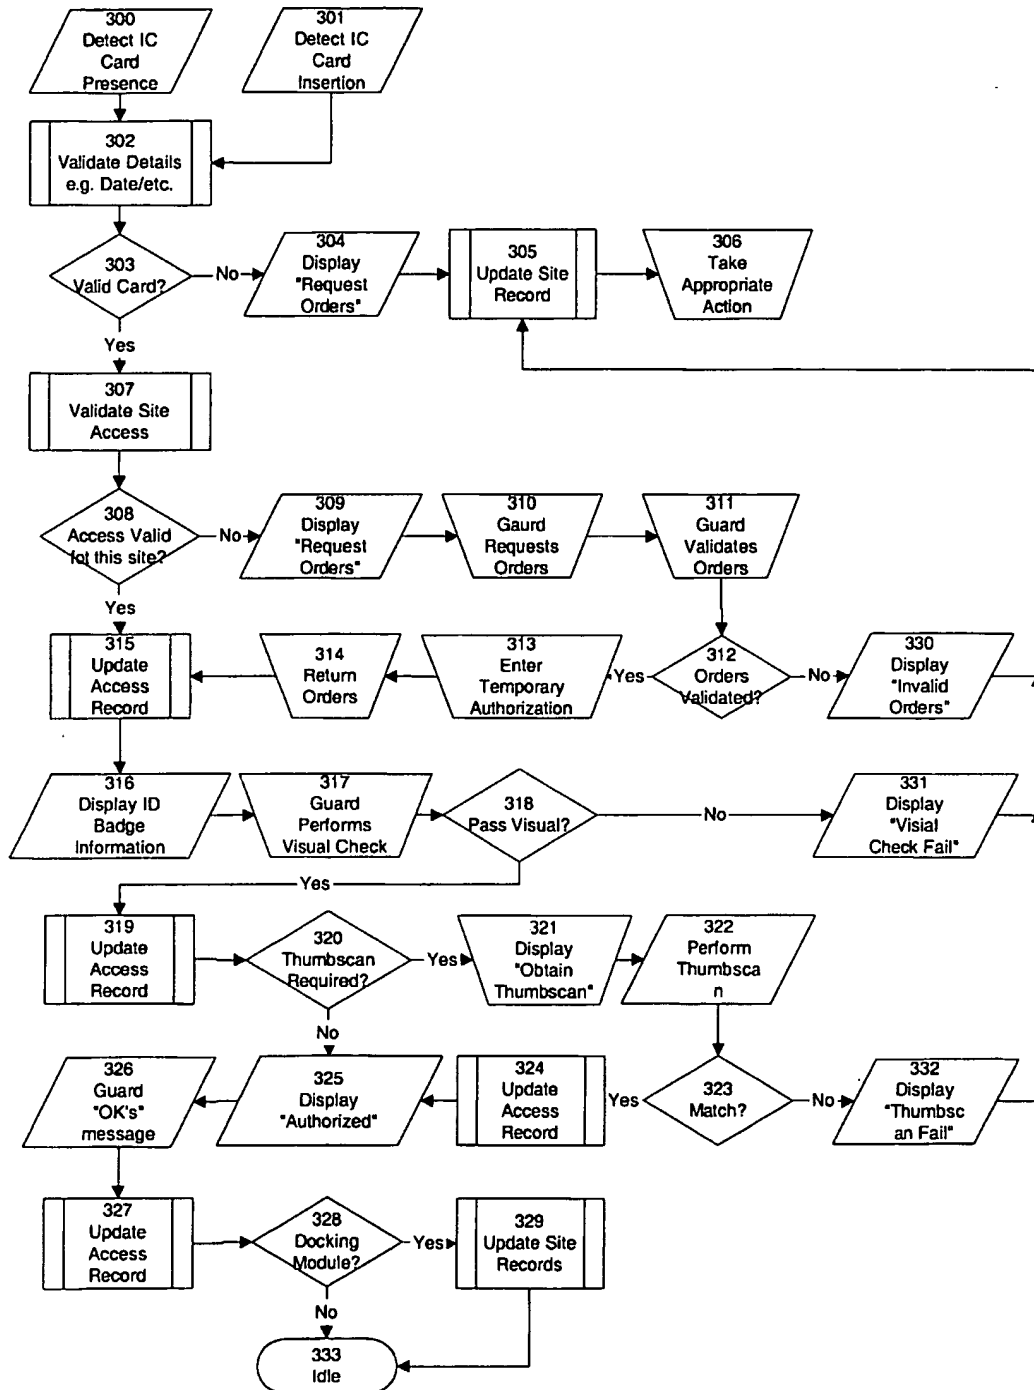 300
Detect IC
Card
Presence
301
Detect IC
Card
Insertion
302
Validate Details
e.g. Date/etc.
303
Valid Card?
No
304
Display
"Request
Orders"
305
Update Site
Record
306
Take
Appropriate
Action
Yes
307
Validate Site
Access
308
Access Valid
fot this site?
No
309
Display
"Request
Orders"
310
Gaurd
Requests
Orders
311
Guard
Validates
Orders
Yes
315
Update
Access
Record
314
Return
Orders
313
Enter
Temporary
Authorization
Yes
312
Orders
Validated?
No
330
Display
"Invalid
Orders"
316
Display ID
Badge
Information
317
Guard
Performs
Visual Check
318
Pass Visual?
No
331
Display
"Visial
Check Fail"
Yes
319
Update
Access
Record
320
Thumbscan
Required?
Yes
321
Display
"Obtain
Thumbscan"
322
Perform
Thumbsca
n
No
326
Guard
"OK's"
message
325
Display
"Authorized"
324
Update
Access
Record
Yes
323
Match?
No
332
Display
"Thumbsc
an Fail"
327
Update
Access
Record
328
Docking
Module?
Yes
329
Update Site
Records
No
333
Idle